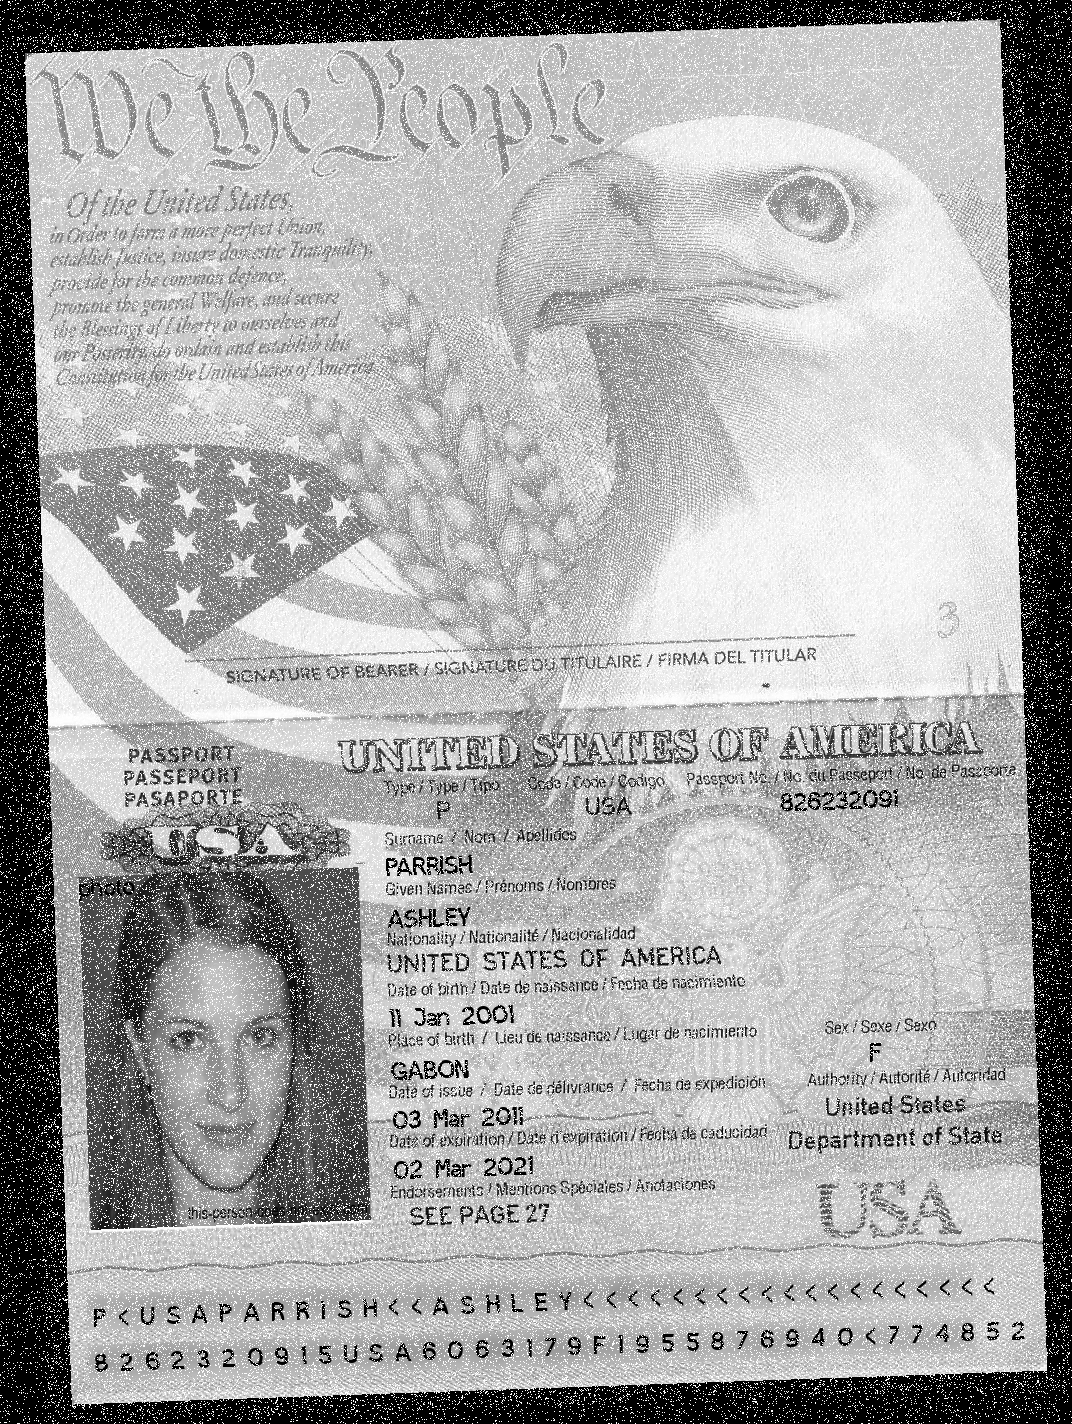 We the People
Of the United States,
in Order to form a more perfect Union,
establish Justice, insure domestic Tranquility,
provide for the common defence,
promote the general Welfare, and secure
the Blessings of Liberty to ourselves and
our Posterity, do ordain and establish this
Constitution for the United States of America.
3
SIGNATURE OF BEARER / SIGNATURE DU TITULAIRE / FIRMA DEL TITULAR
PASSPORT
PASSEPORT
PASAPORTE
USA
UNITED STATES OF AMERICA
Type / Type / Tipo Code / Code / Codigo Passport No. / No. du Passeport / No. de Pasaporte
P USA 826232091
Surname / Nom / Apellidos
PARRISH
Given Names / Prénoms / Nombres
ASHLEY
Nationality / Nationalité / Nacionalidad
UNITED STATES OF AMERICA
Date of birth / Date de naissance / Fecha de nacimiento
11 Jan 2001
Place of birth / Lieu de naissance / Lugar de nacimiento
GABON
Date of issue / Date de délivrance / Fecha de expedición
03 Mar 2011
Date of expiration / Date d'expiration / Fecha de caducidad
02 Mar 2021
Endorsements / Mentions Spéciales / Anotaciones
SEE PAGE 27
Sex / Sexe / Sexo
F
Authority / Autorité / Autoridad
United States
Department of State
USA
photo
this-person
P<USAPARRISH<<ASHLEY<<<<<<<<<<<<<<<<<<<
8262320915USA6063179F1955876940<774852